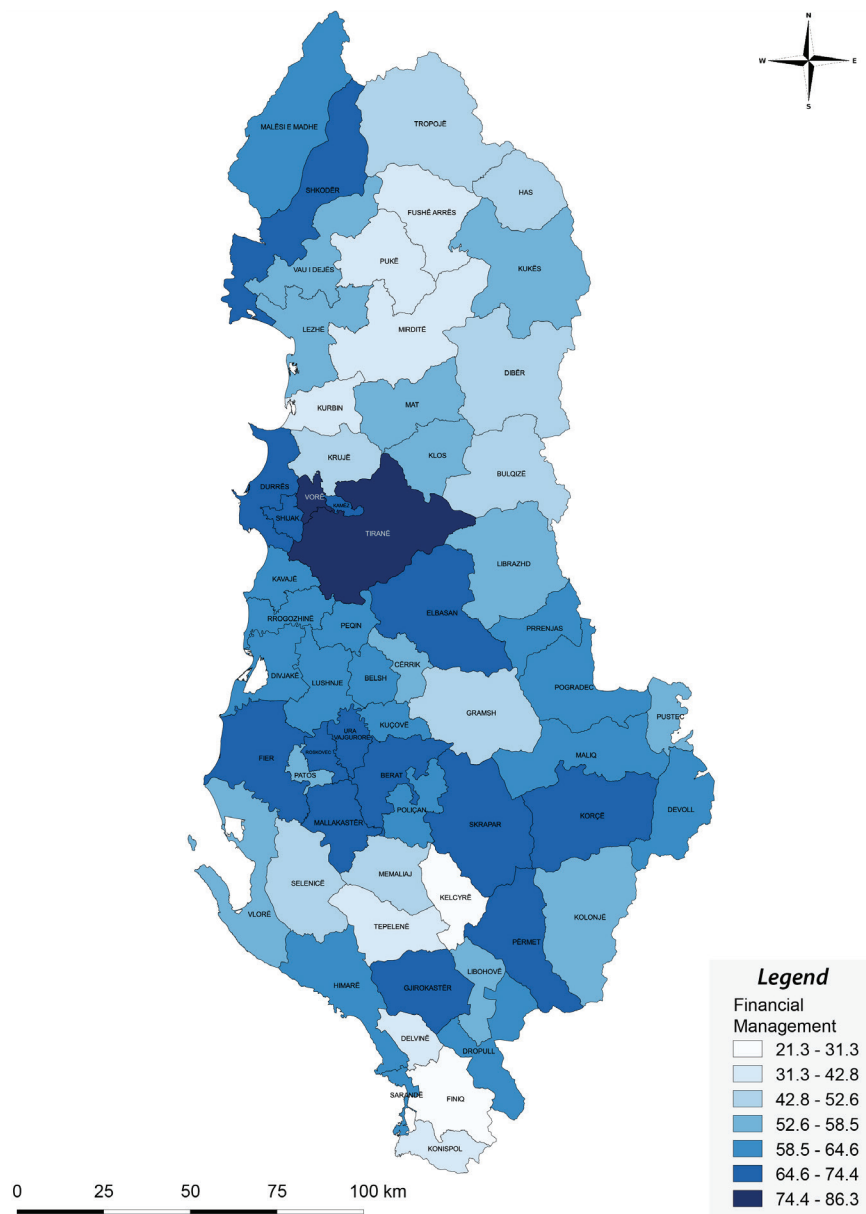 N
W
E
S
MALËSI E MADHE
TROPOJË
SHKODËR
HAS
FUSHË ARRËS
PUKË
VAU I DEJËS
KUKËS
LEZHË
MIRDITË
DIBËR
MAT
KURBIN
KRUJË
KLOS
BULQIZË
DURRËS
VORË
KAMËZ
SHIJAK
TIRANË
LIBRAZHD
KAVAJË
ELBASAN
RROGOZHINË
PEQIN
PRRENJAS
CËRRIK
DIVJAKË
LUSHNJE
BELSH
POGRADEC
GRAMSH
PUSTEC
KUÇOVË
URA
VAJGURORE
ROSKOVEC
FIER
MALIQ
PATOS
BERAT
POLIÇAN
DEVOLL
MALLAKASTËR
SKRAPAR
KORÇË
MEMALIAJ
SELENICË
KELCYRË
VLORË
KOLONJË
TEPELENË
PËRMET
LIBOHOVË
HIMARË
GJIROKASTËR
DELVINË
DROPULL
SARANDË
FINIQ
KONISPOL
Legend
Financial
Management
21.3 - 31.3
31.3 - 42.8
42.8 - 52.6
52.6 - 58.5
58.5 - 64.6
64.6 - 74.4
74.4 - 86.3
0 25 50 75 100 km